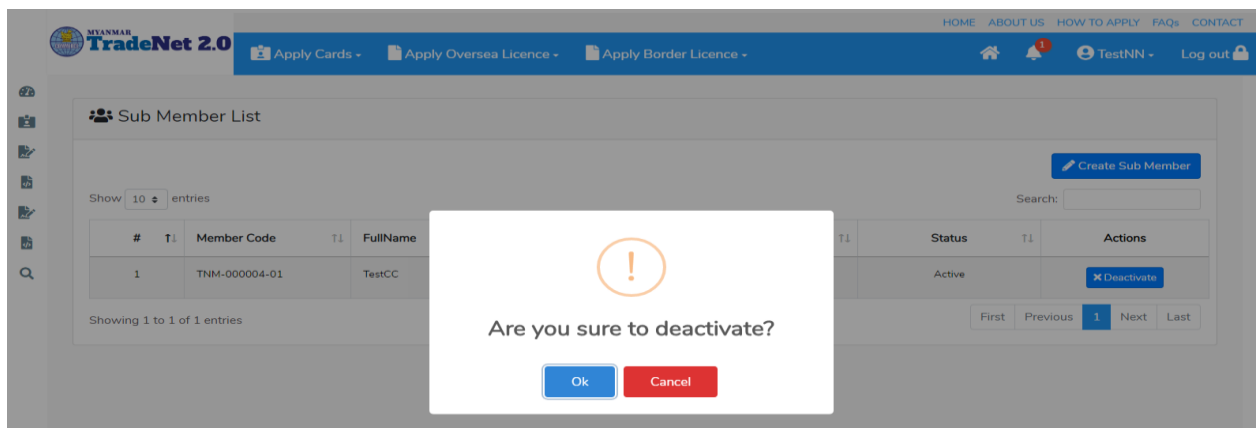 HOME ABOUT US HOW TO APPLY FAQs CONTACT
MYANMAR
TradeNet 2.0
Apply Cards Apply Oversea Licence Apply Border Licence 1 TestNN Log out
Sub Member List
Create Sub Member
Show 10 entries Search:
# Member Code FullName Status Actions
1 TNM-000004-01 TestCC Active Deactivate
Showing 1 to 1 of 1 entries First Previous 1 Next Last
!
Are you sure to deactivate?
Ok Cancel